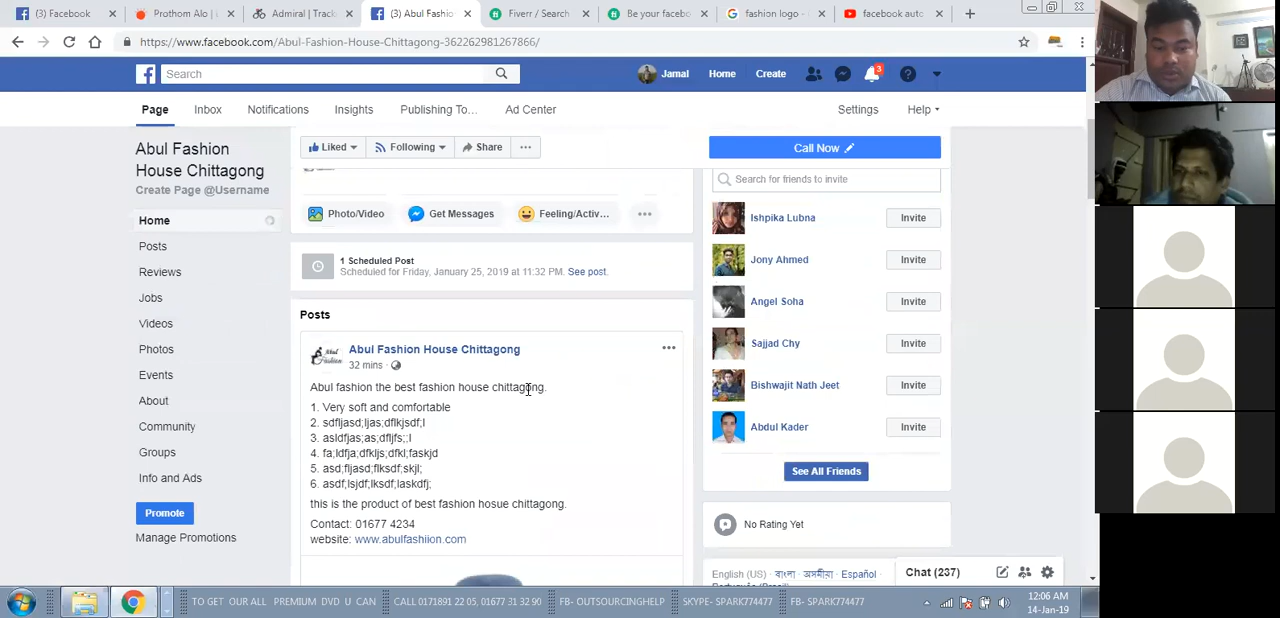 (3) Facebook
Prothom Alo | L
Admiral | Track
(3) Abul Fashio
Fiverr / Search
Be your facebo
fashion logo -
facebook auto
https://www.facebook.com/Abul-Fashion-House-Chittagong-362262981267866/
Search
Jamal
Home
Create
3
Page
Inbox
Notifications
Insights
Publishing To...
Ad Center
Settings
Help
Abul Fashion
House Chittagong
Create Page @Username
Home
Posts
Reviews
Jobs
Videos
Photos
Events
About
Community
Groups
Info and Ads
Promote
Manage Promotions
Liked
Following
Share
Call Now
Photo/Video
Get Messages
Feeling/Activ...
1 Scheduled Post
Scheduled for Friday, January 25, 2019 at 11:32 PM. See post.
Posts
Abul Fashion House Chittagong
32 mins
Abul fashion the best fashion house chittagong.
1. Very soft and comfortable
2. sdfljasd;ljas;dflkjsdf;l
3. asldfjas;as;dfljfs;;l
4. fa;ldfja;dfkljs;dfkl;faskjd
5. asd;fljasd;flksdf;skjl;
6. asdf;lsjdf;lksdf;laskdfj;
this is the product of best fashion hosue chittagong.
Contact: 01677 4234
website: www.abulfashiion.com
Search for friends to invite
Ishpika Lubna
Invite
Jony Ahmed
Invite
Angel Soha
Invite
Sajjad Chy
Invite
Bishwajit Nath Jeet
Invite
Abdul Kader
Invite
See All Friends
No Rating Yet
English (US) · বাংলা · অসমীয়া · Español ·
Chat (237)
TO GET OUR ALL PREMIUM DVD U CAN
CALL 0171891 22 05, 01677 31 32 90
FB- OUTSOURCINGHELP
SKYPE- SPARK774477
FB- SPARK774477
12:06 AM
14-Jan-19